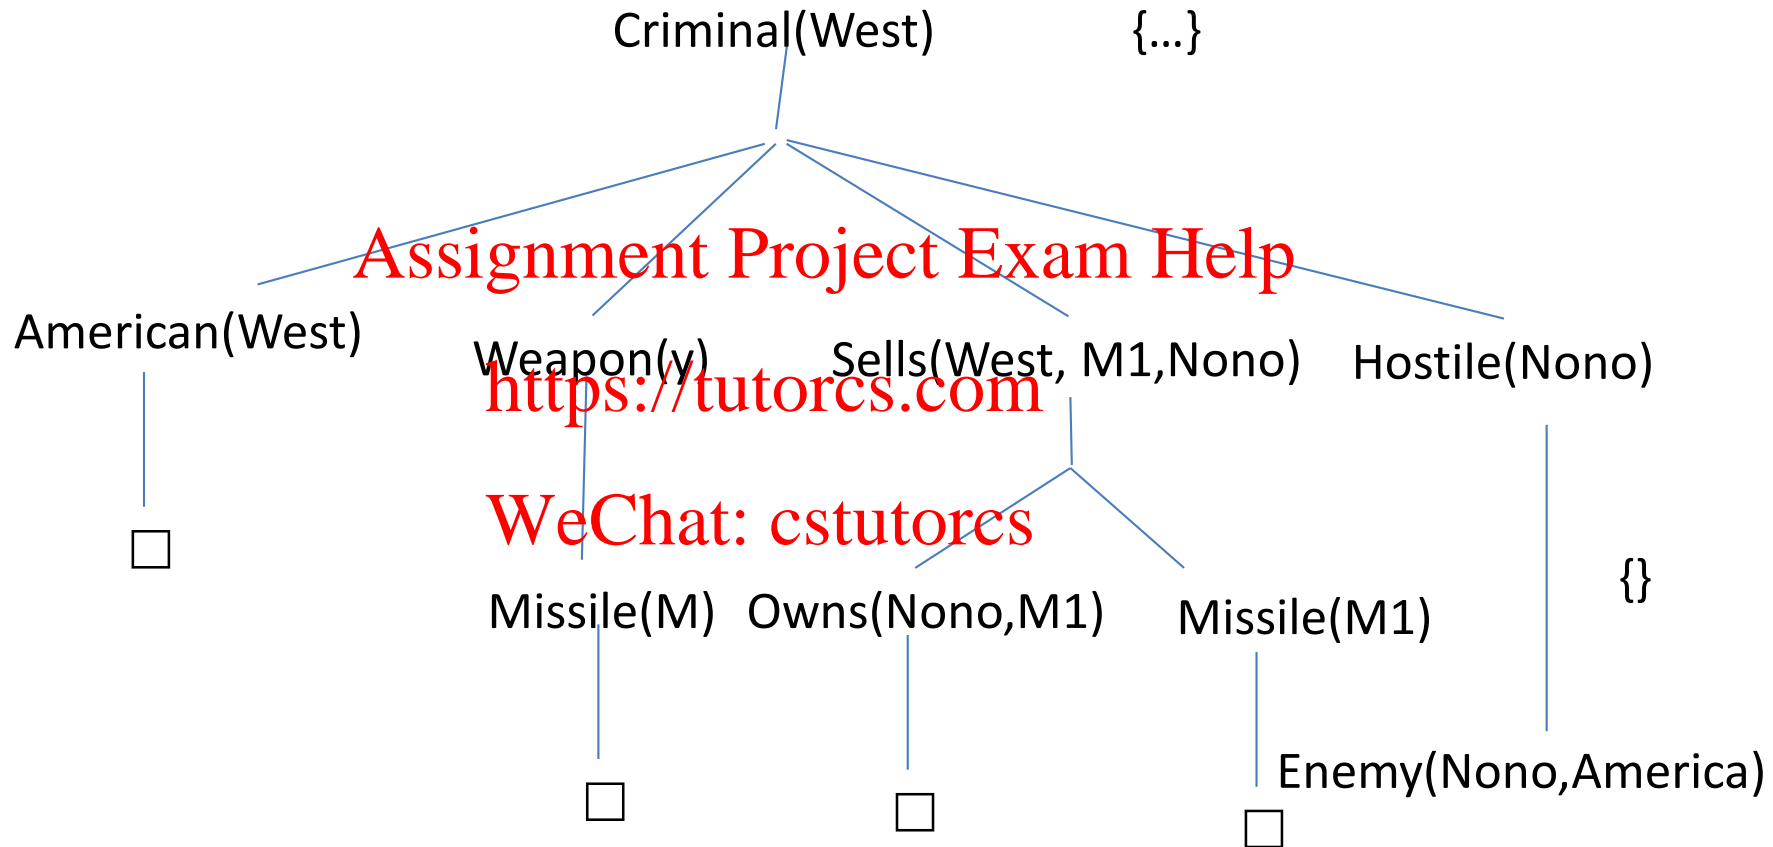 Criminal(West) {...}
Assignment Project Exam Help
American(West) Weapon(y) Sells(West, M1,Nono) Hostile(Nono)
https://tutorcs.com
WeChat: cstutorcs
{}
Missile(M) Owns(Nono,M1) Missile(M1)
Enemy(Nono,America)